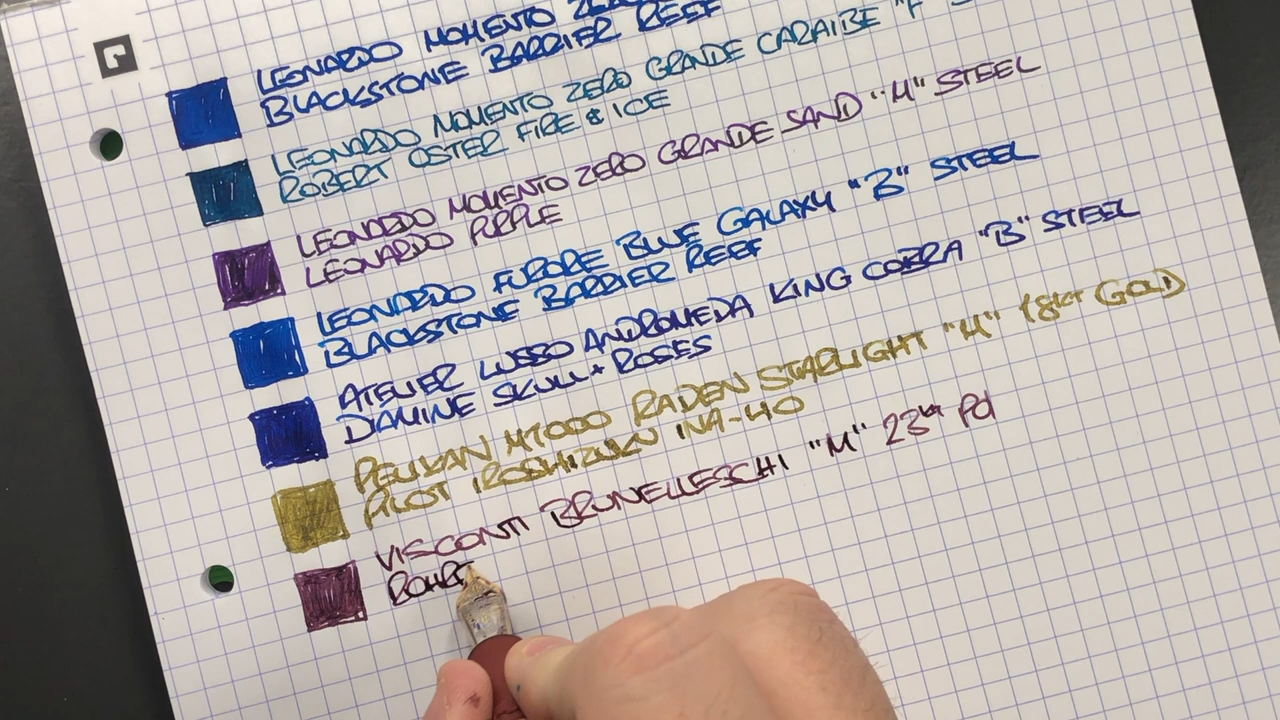 LEONARDO MOMENTO
BLACKSTONE BARRIER REEF
LEONARDO MOMENTO ZERO GRANDE CARAIBE "F"
ROBERT OSTER FIRE & ICE
LEONARDO MOMENTO ZERO GRANDE SAND "M" STEEL
LEONARDO PURPLE
LEONARDO FURORE BLUE GALAXY "B" STEEL
BLACKSTONE BARRIER REEF
ATELIER LUSSO ANDROMEDA KING COBRA "B" STEEL
DIAMINE SKULL + ROSES
PELIKAN M7000 RADEN STARLIGHT "M" (18KT GOLD)
PILOT IROSHIZUKU INA-HO
VISCONTI BRUNELLESCHI "M" 23KT Pd